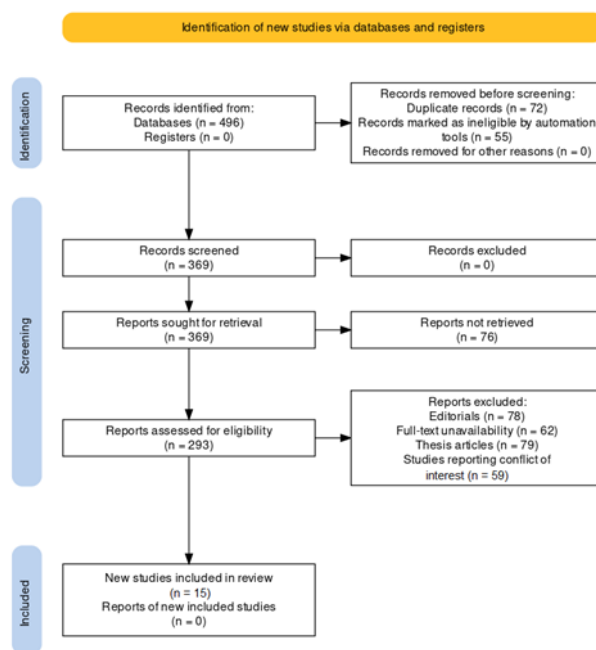 Identification of new studies via databases and registers
Identification
Records identified from:
Databases (n = 496)
Registers (n = 0)
Records removed before screening:
Duplicate records (n = 72)
Records marked as ineligible by automation
tools (n = 55)
Records removed for other reasons (n = 0)
Screening
Records screened
(n = 369)
Records excluded
(n = 0)
Reports sought for retrieval
(n = 369)
Reports not retrieved
(n = 76)
Reports assessed for eligibility
(n = 293)
Reports excluded:
Editorials (n = 78)
Full-text unavailability (n = 62)
Thesis articles (n = 79)
Studies reporting conflict of
interest (n = 59)
Included
New studies included in review
(n = 15)
Reports of new included studies
(n = 0)